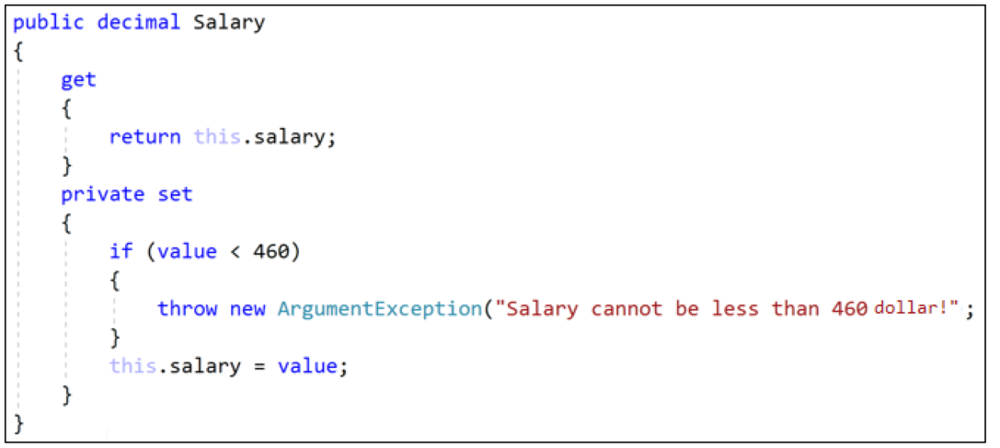 public decimal Salary
{
get
{
return this.salary;
}
private set
{
if (value < 460)
{
throw new ArgumentException("Salary cannot be less than 460 dollar!" ;
}
this.salary = value;
}
}